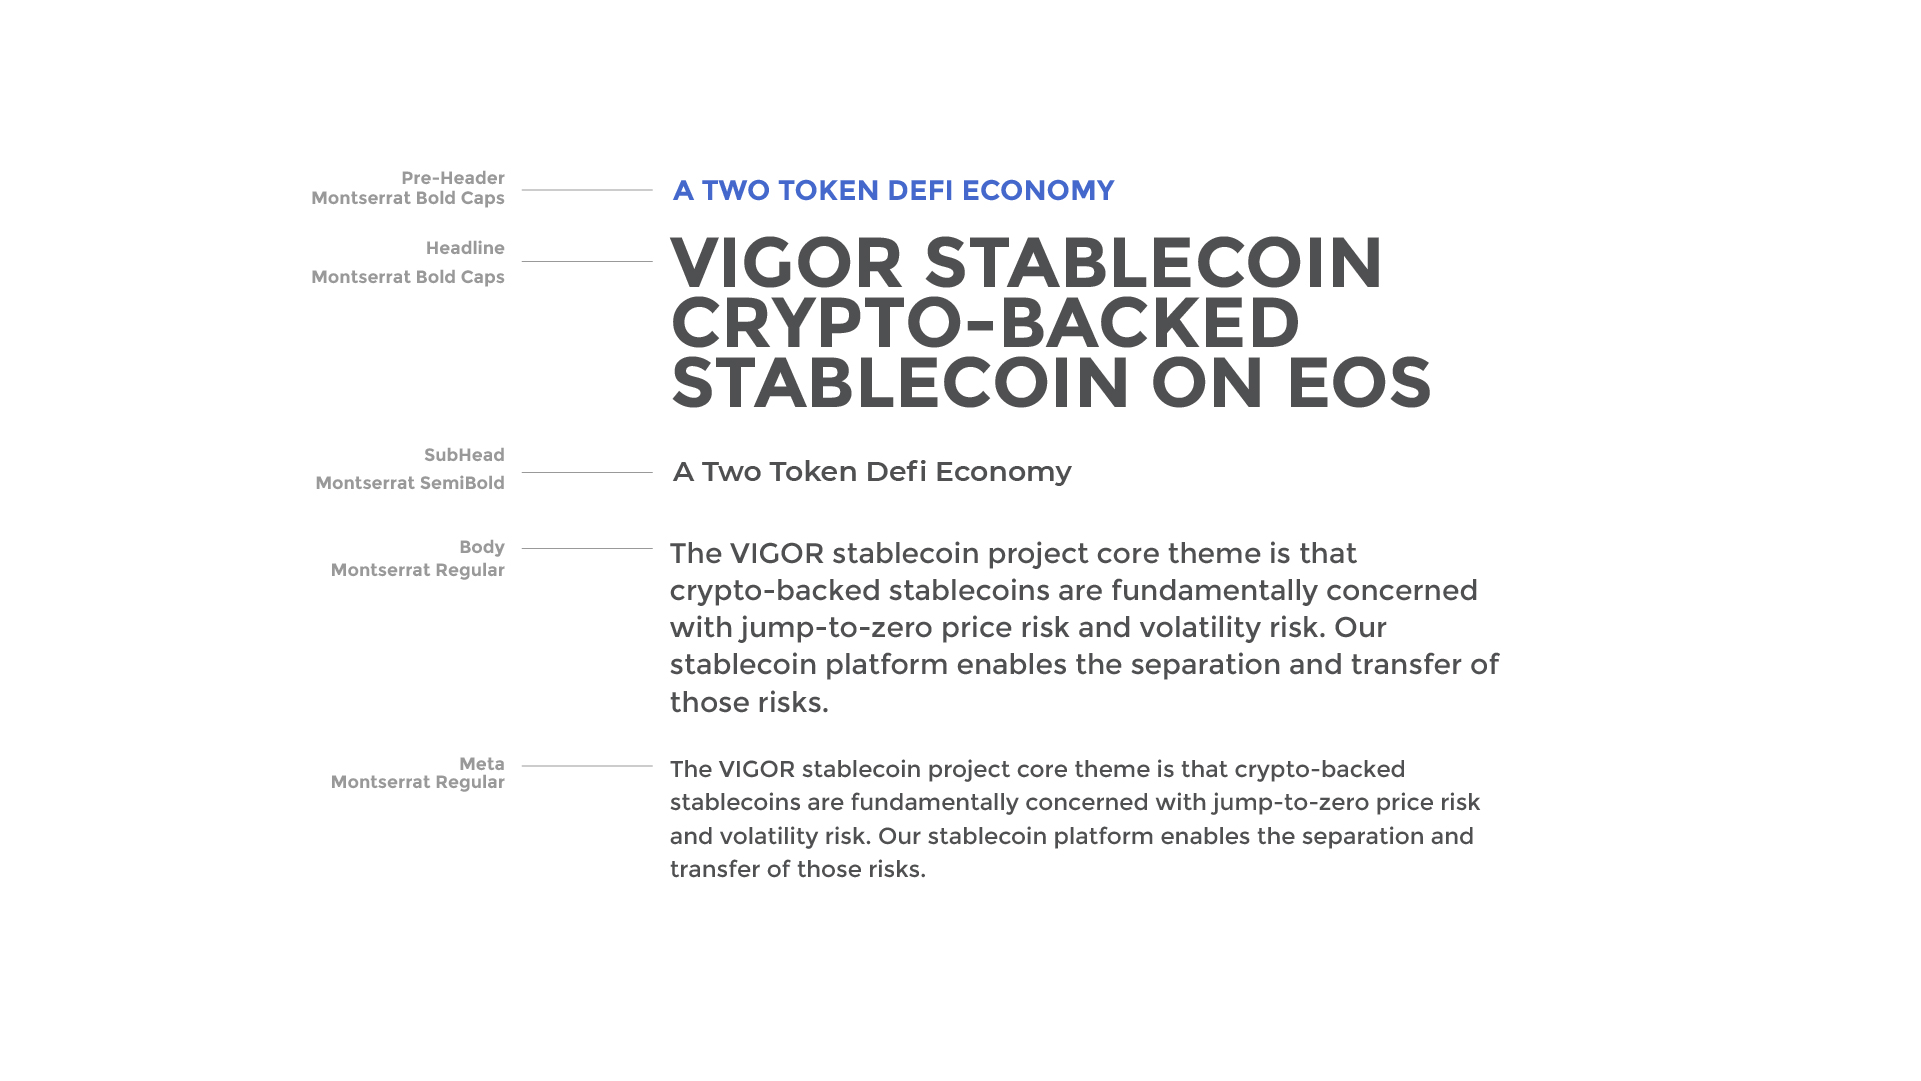 Pre-Header
Montserrat Bold Caps
A TWO TOKEN DEFI ECONOMY
Headline
Montserrat Bold Caps
VIGOR STABLECOIN
CRYPTO-BACKED
STABLECOIN ON EOS
SubHead
Montserrat SemiBold
A Two Token Defi Economy
Body
Montserrat Regular
The VIGOR stablecoin project core theme is that
crypto-backed stablecoins are fundamentally concerned
with jump-to-zero price risk and volatility risk. Our
stablecoin platform enables the separation and transfer of
those risks.
Meta
Montserrat Regular
The VIGOR stablecoin project core theme is that crypto-backed
stablecoins are fundamentally concerned with jump-to-zero price risk
and volatility risk. Our stablecoin platform enables the separation and
transfer of those risks.